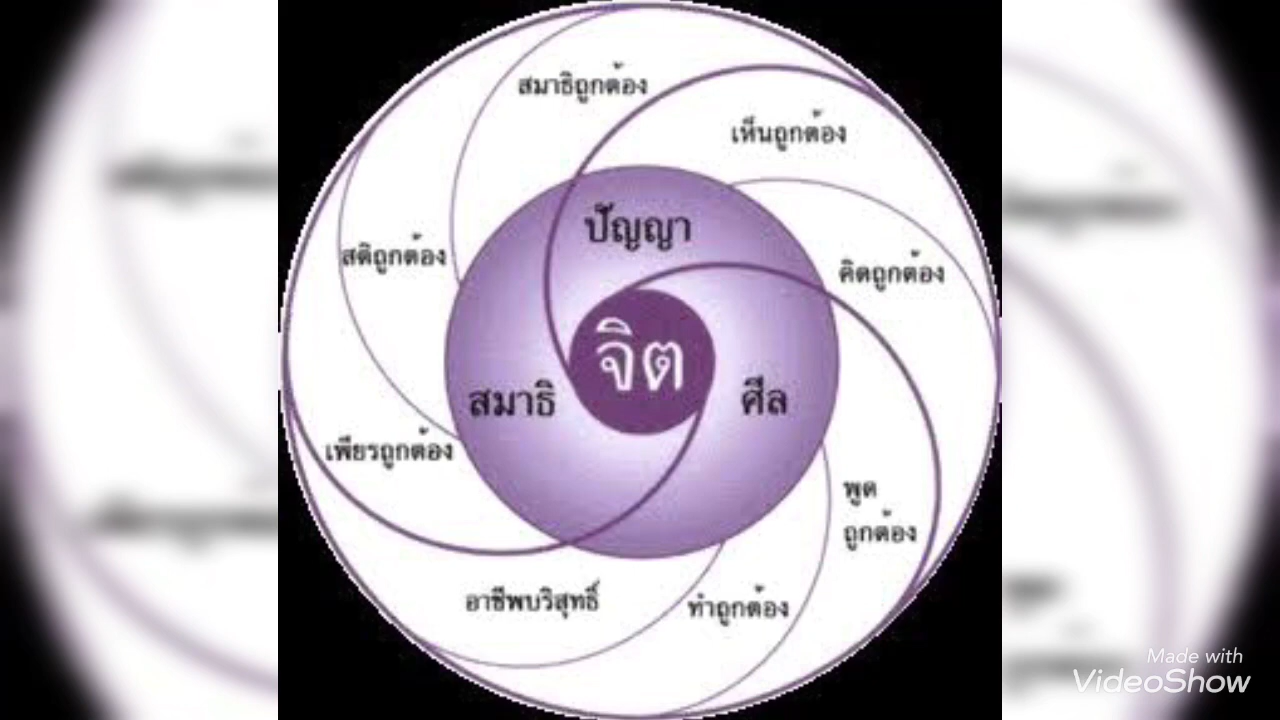 สมาธิถูกต้อง
เห็นถูกต้อง
ปัญญา
สติถูกต้อง
คิดถูกต้อง
จิต
สมาธิ
ศีล
เพียรถูกต้อง
พูด
ถูกต้อง
อาชีพบริสุทธิ์
ทำถูกต้อง
Made with
VideoShow